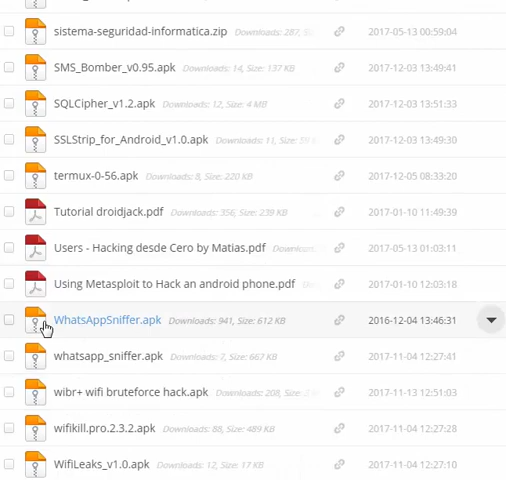 sistema-seguridad-informatica.zip Downloads: 287, 2017-05-13 00:59:04
SMS_Bomber_v0.95.apk Downloads: 14, Size: 137 KB 2017-12-03 13:49:41
SQLCipher_v1.2.apk Downloads: 12, Size: 4 MB 2017-12-03 13:51:33
SSLStrip_for_Android_v1.0.apk Downloads: 11, Size: 2017-12-03 13:49:30
termux-0-56.apk Downloads: 8, Size: 220 KB 2017-12-05 08:33:20
Tutorial droidjack.pdf Downloads: 356, Size: 239 KB 2017-01-10 11:49:39
Users - Hacking desde Cero by Matias.pdf 2017-05-13 01:03:11
Using Metasploit to Hack an android phone.pdf 2017-01-10 12:03:18
WhatsAppSniffer.apk Downloads: 941, Size: 612 KB 2016-12-04 13:46:31
whatsapp_sniffer.apk Downloads: 7, Size: 667 KB 2017-11-04 12:27:41
wibr+ wifi bruteforce hack.apk Downloads: 208, Size: 2017-11-13 12:51:03
wifikill.pro.2.3.2.apk Downloads: 88, Size: 489 KB 2017-11-04 12:27:28
WifiLeaks_v1.0.apk Downloads: 12, Size: 17 KB 2017-11-04 12:27:10